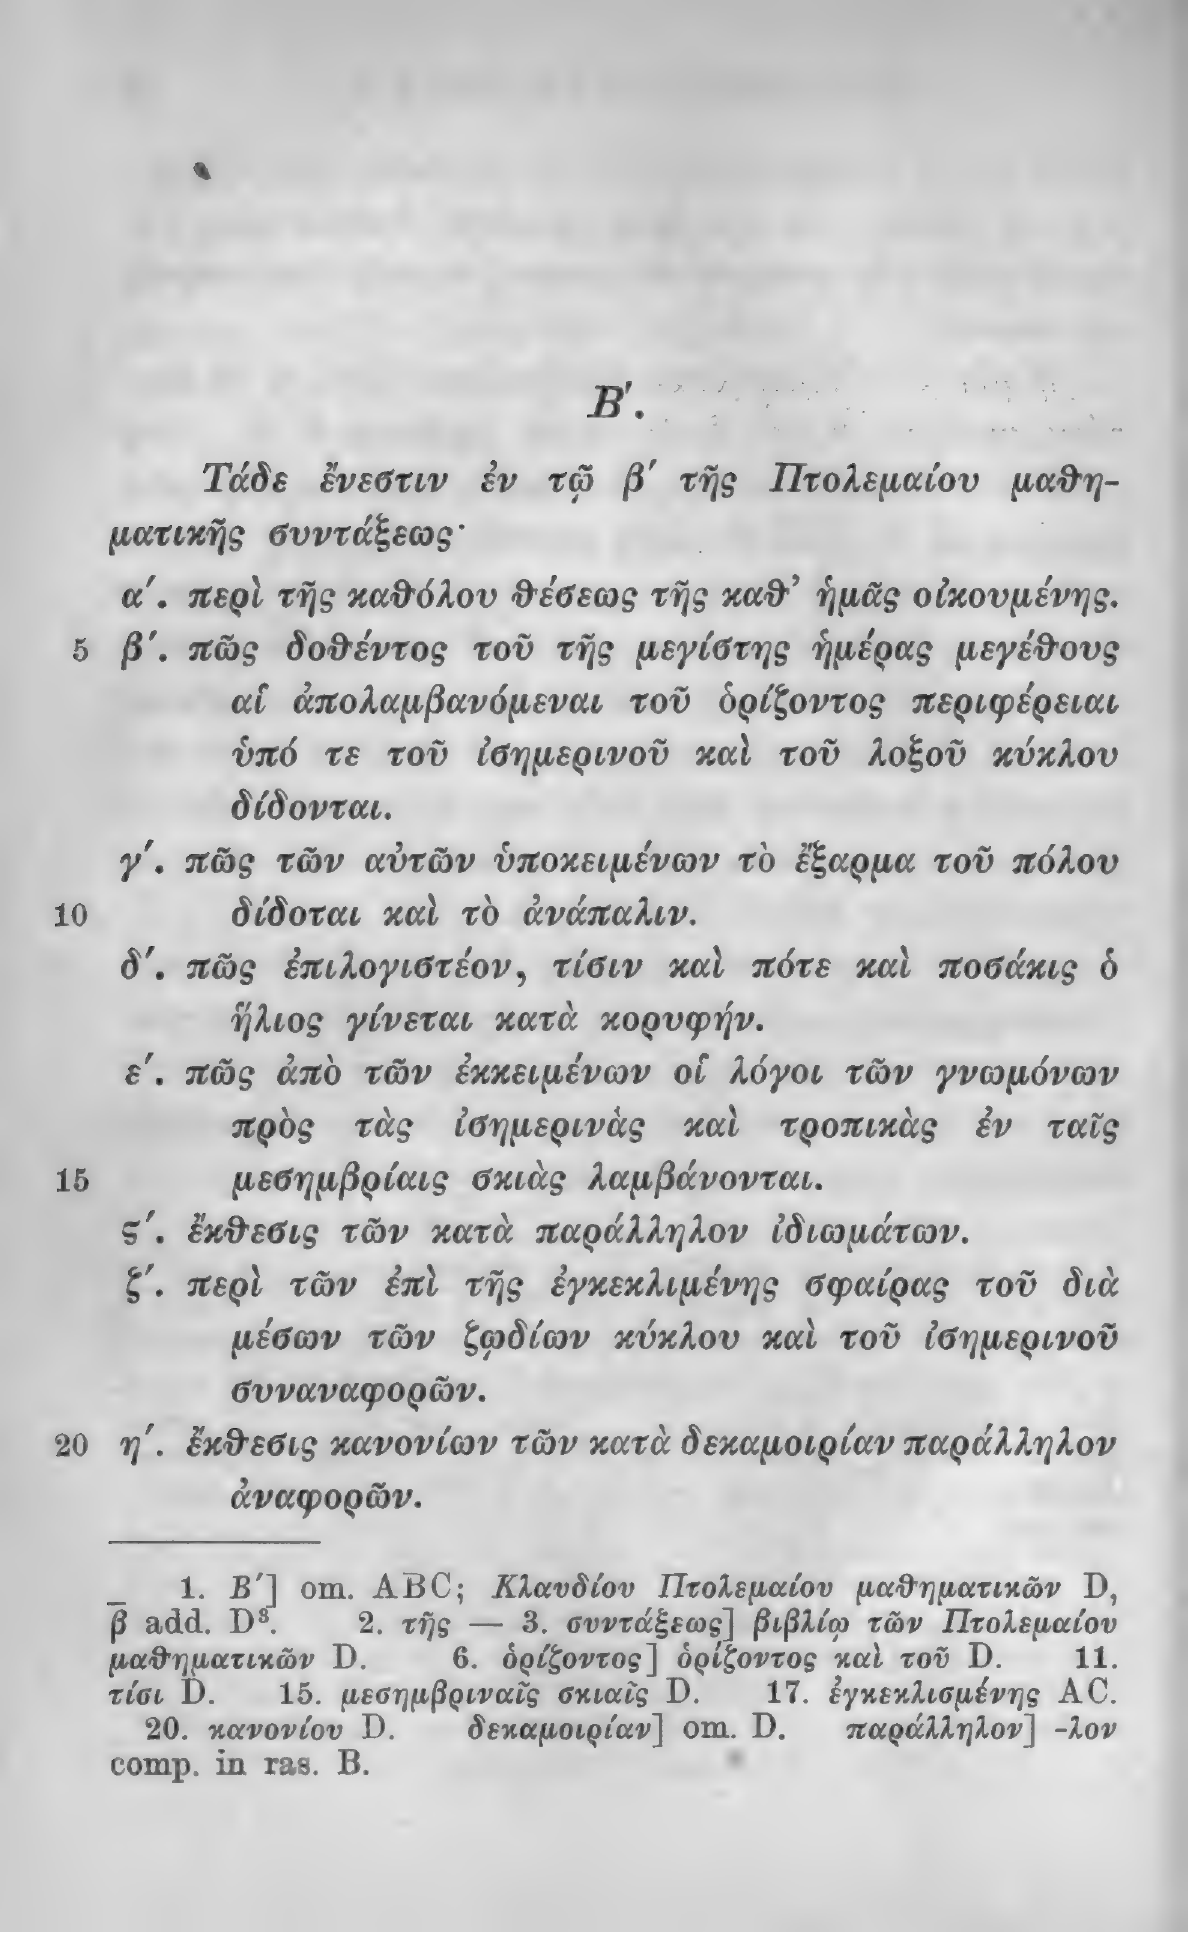 Β′.
Τάδε ἔνεστιν ἐν τῷ β′ τῆς Πτολεμαίου μαθη-
ματικῆς συντάξεως·
α′. περὶ τῆς καθόλου θέσεως τῆς καθ’ ἡμᾶς οἰκουμένης.
5 β′. πῶς δοθέντος τοῦ τῆς μεγίστης ἡμέρας μεγέθους
αἱ ἀπολαμβανόμεναι τοῦ ὁρίζοντος περιφέρειαι
ὑπό τε τοῦ ἰσημερινοῦ καὶ τοῦ λοξοῦ κύκλου
δίδονται.
γ′. πῶς τῶν αὐτῶν ὑποκειμένων τὸ ἔξαρμα τοῦ πόλου
10 δίδοται καὶ τὸ ἀνάπαλιν.
δ′. πῶς ἐπιλογιστέον, τίσιν καὶ πότε καὶ ποσάκις ὁ
ἥλιος γίνεται κατὰ κορυφήν.
ε′. πῶς ἀπὸ τῶν ἐκκειμένων οἱ λόγοι τῶν γνωμόνων
πρὸς τὰς ἰσημερινὰς καὶ τροπικὰς ἐν ταῖς
15 μεσημβρίαις σκιὰς λαμβάνονται.
ϛ′. ἔκθεσις τῶν κατὰ παράλληλον ἰδιωμάτων.
ζ′. περὶ τῶν ἐπὶ τῆς ἐγκεκλιμένης σφαίρας τοῦ διὰ
μέσων τῶν ζῳδίων κύκλου καὶ τοῦ ἰσημερινοῦ
συναναφορῶν.
20 η′. ἔκθεσις κανονίων τῶν κατὰ δεκαμοιρίαν παράλληλον
ἀναφορῶν.
1. Β′] om. ABC; Κλαυδίου Πτολεμαίου μαθηματικῶν D,
β̅ add. D³. 2. τῆς — 3. συντάξεως] βιβλίῳ τῶν Πτολεμαίου
μαθηματικῶν D. 6. ὁρίζοντος] ὁρίζοντος καὶ τοῦ D. 11.
τίσι D. 15. μεσημβριναῖς σκιαῖς D. 17. ἐγκεκλισμένης AC.
20. κανονίου D. δεκαμοιρίαν] om. D. παράλληλον] -λον
comp. in ras. B.